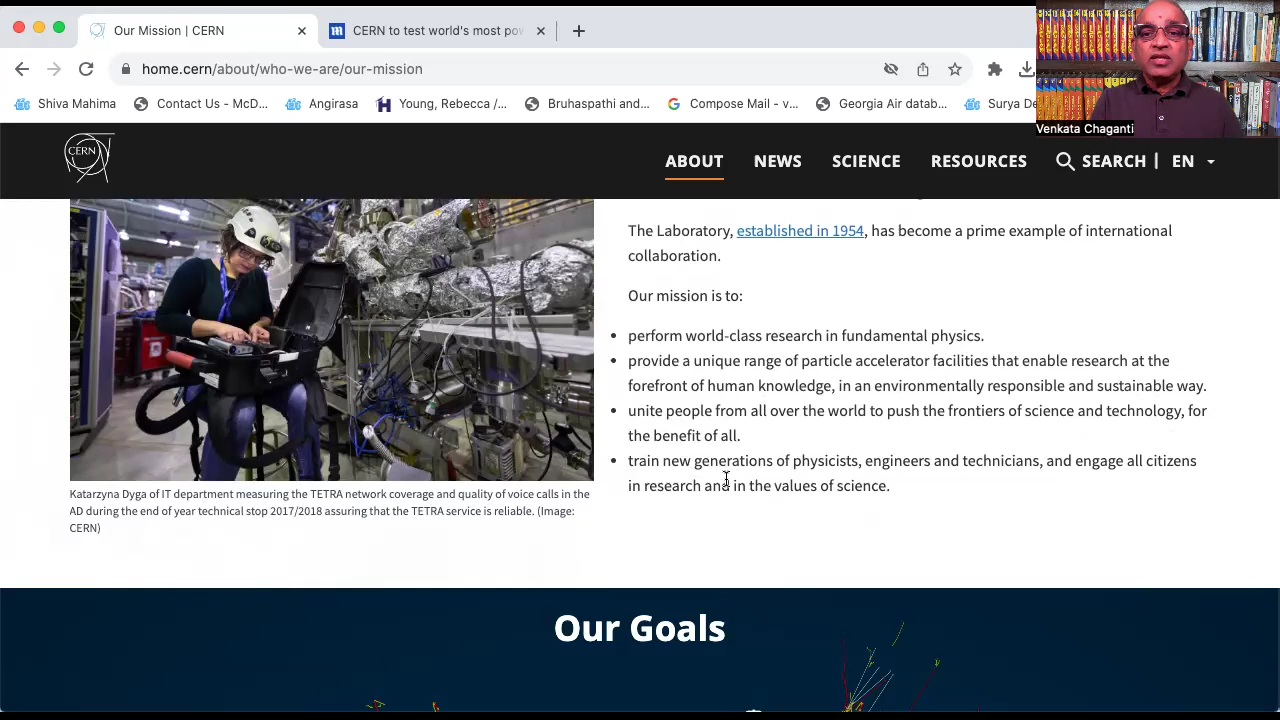 Our Mission | CERN
CERN to test world's most po
home.cern/about/who-we-are/our-mission
Shiva Mahima
Contact Us - McD...
Angirasa
Young, Rebecca /...
Bruhaspathi and...
Compose Mail - v...
Georgia Air datab...
Surya De
Venkata Chaganti
CERN
ABOUT
NEWS
SCIENCE
RESOURCES
SEARCH |
EN
The Laboratory, established in 1954, has become a prime example of international
collaboration.
Our mission is to:
• perform world-class research in fundamental physics.
• provide a unique range of particle accelerator facilities that enable research at the
forefront of human knowledge, in an environmentally responsible and sustainable way.
• unite people from all over the world to push the frontiers of science and technology, for
the benefit of all.
• train new generations of physicists, engineers and technicians, and engage all citizens
in research and in the values of science.
Katarzyna Dyga of IT department measuring the TETRA network coverage and quality of voice calls in the
AD during the end of year technical stop 2017/2018 assuring that the TETRA service is reliable. (Image:
CERN)
Our Goals